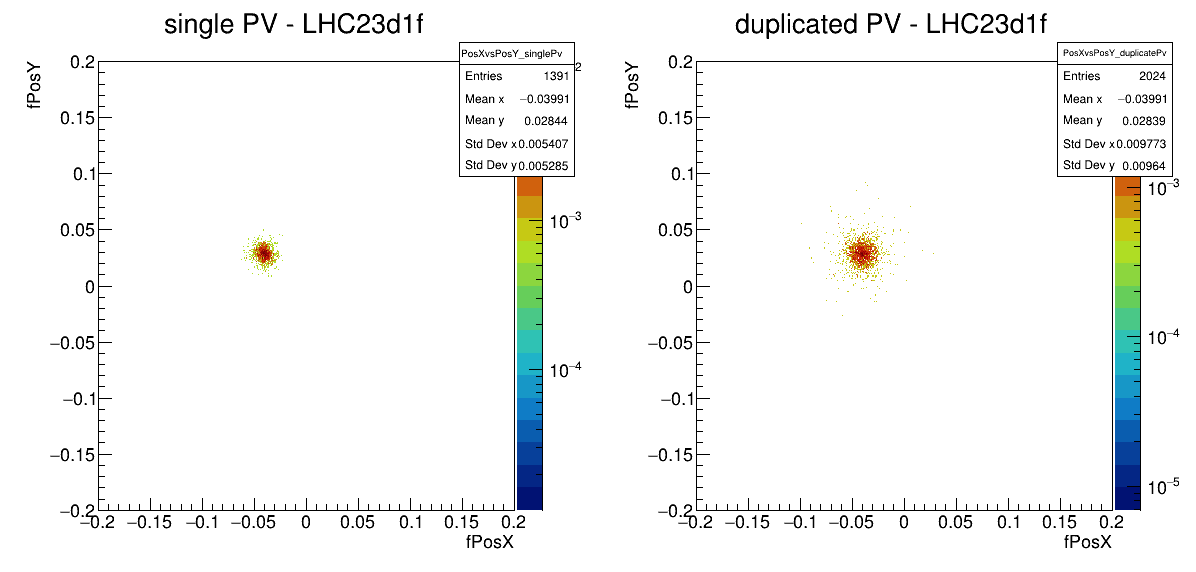 single PV - LHC23d1f
PosXvsPosY_singlePv
Entries 1391
Mean x −0.03991
Mean y 0.02844
Std Dev x 0.005407
Std Dev y 0.005285
fPosY
0.2
0.15
0.1
0.05
0
−0.05
−0.1
−0.15
−0.2
−0.2 −0.15 −0.1 −0.05 0 0.05 0.1 0.15 0.2
fPosX
2
10−3
10−4
duplicated PV - LHC23d1f
PosXvsPosY_duplicatePv
Entries 2024
Mean x −0.03991
Mean y 0.02839
Std Dev x 0.009773
Std Dev y 0.00964
fPosY
0.2
0.15
0.1
0.05
0
−0.05
−0.1
−0.15
−0.2
−0.2 −0.15 −0.1 −0.05 0 0.05 0.1 0.15 0.2
fPosX
10−3
10−4
10−5